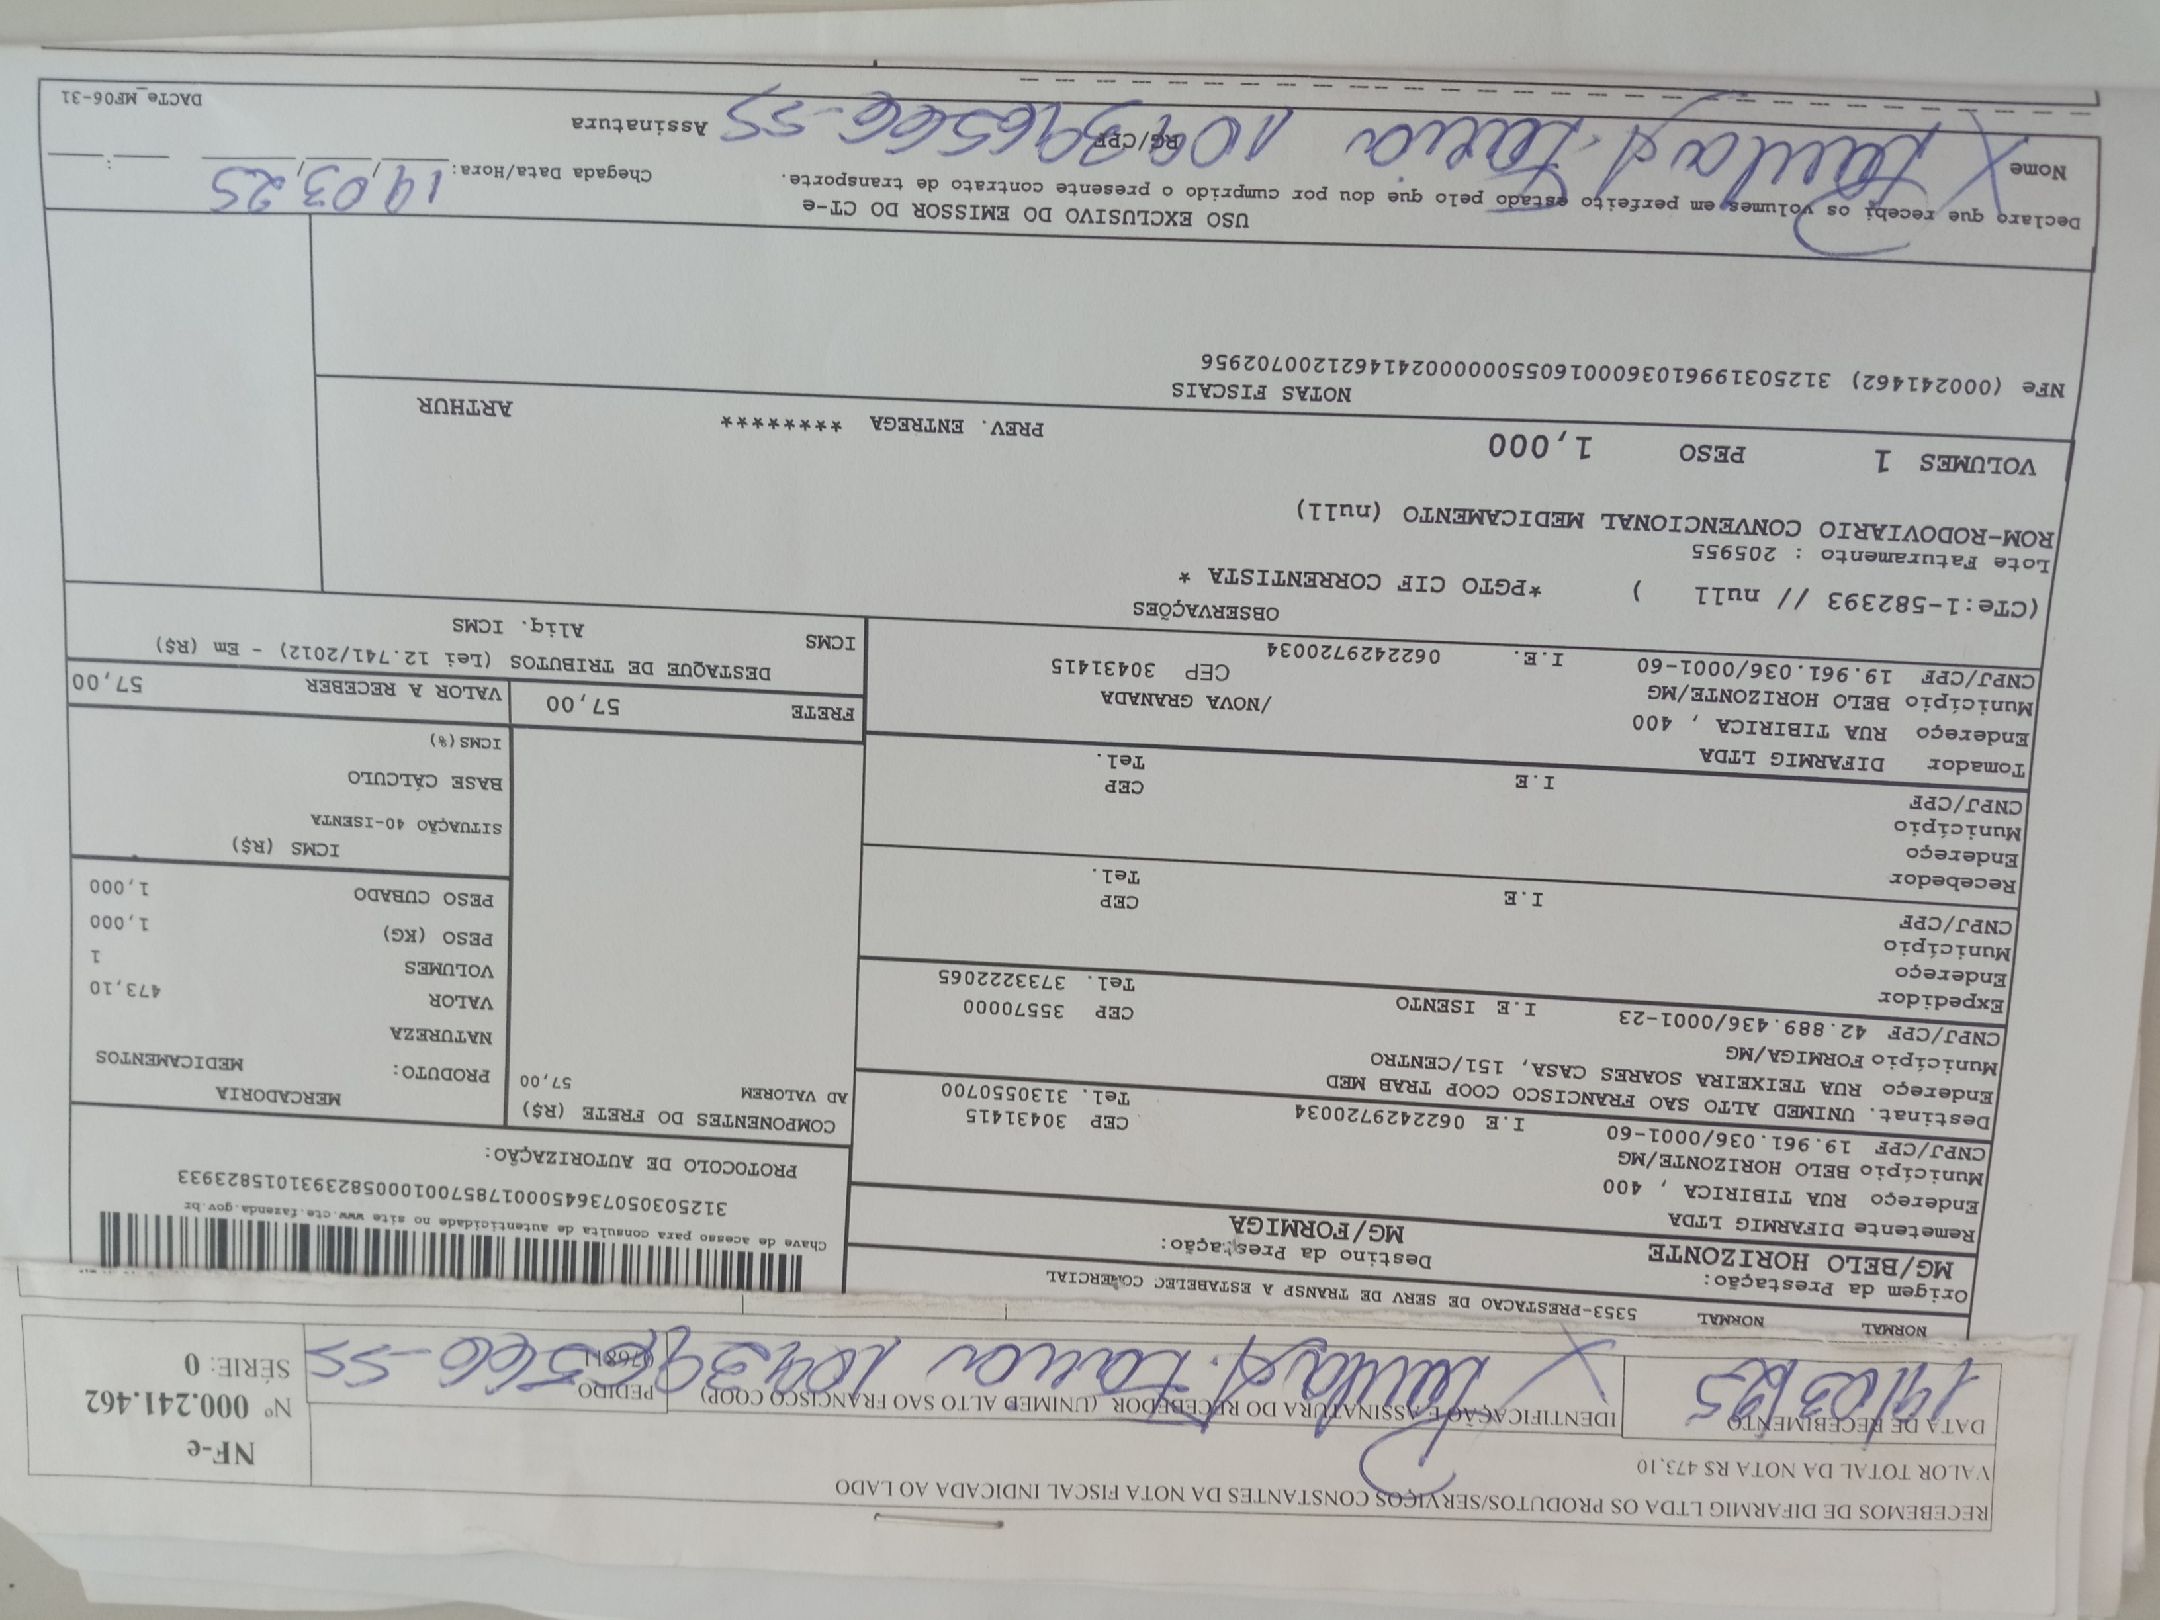 RECEBEMOS DE DIFARMIG LTDA OS PRODUTOS/SERVIÇOS CONSTANTES DA NOTA FISCAL INDICADA AO LADO
VALOR TOTAL DA NOTA R$ 473,10
DATA DE RECEBIMENTO
IDENTIFICAÇÃO E ASSINATURA DO RECEBEDOR (UNIMED ALTO SAO FRANCISCO COOP)
PEDIDO
NF-e
Nº 000.241.462
SÉRIE: 0
19/03/25
NORMAL NORMAL 5353-PRESTACAO DE SERV DE TRANSP A ESTABELEC COMERCIAL
Origem da Prestação:
MG/BELO HORIZONTE
Destino da Prestação:
MG/FORMIGA
Chave de acesso para consulta de autenticidade no site www.cte.fazenda.gov.br
31250305073645000178570010005823931015823933
PROTOCOLO DE AUTORIZAÇÃO:
Remetente DIFARMIG LTDA
Endereço RUA TIBIRICA , 400
Município BELO HORIZONTE/MG CEP 30431415
CNPJ/CPF 19.961.036/0001-60 I.E 0622429720034 Tel. 3130550700
Destinat. UNIMED ALTO SAO FRANCISCO COOP TRAB MED
Endereço RUA TEIXEIRA SOARES CASA, 151/CENTRO
Município FORMIGA/MG CEP 35570000
CNPJ/CPF 42.889.436/0001-23 I.E ISENTO Tel. 3733222065
Expedidor
Endereço
Município CEP
CNPJ/CPF I.E Tel.
Recebedor
Endereço
Município CEP
CNPJ/CPF I.E Tel.
Tomador DIFARMIG LTDA
Endereço RUA TIBIRICA , 400 /NOVA GRANADA
Município BELO HORIZONTE/MG CEP 30431415
CNPJ/CPF 19.961.036/0001-60 I.E. 0622429720034
COMPONENTES DO FRETE (R$)
AD VALOREM 57,00
MERCADORIA
PRODUTO: MEDICAMENTOS
NATUREZA
VALOR 473,10
VOLUMES 1
PESO (KG) 1,000
PESO CUBADO 1,000
ICMS (R$)
SITUAÇÃO 40-ISENTA
BASE CÁLCULO
ICMS(%)
FRETE 57,00
VALOR A RECEBER 57,00
DESTAQUE DE TRIBUTOS (Lei 12.741/2012) - Em (R$)
ICMS Aliq. ICMS
OBSERVAÇÕES
(CTe:1-582393 // null ) *PGTO CIF CORRENTISTA *
Lote Faturamento : 205955
ROM-RODOVIARIO CONVENCIONAL MEDICAMENTO (null)
VOLUMES 1 PESO 1,000 PREV. ENTREGA ******** ARTHUR
NOTAS FISCAIS
NFe (000241462) 31250319961036000160550000002414621200702956
USO EXCLUSIVO DO EMISSOR DO CT-e
Declaro que recebi os volumes em perfeito estado pelo que dou por cumprido o presente contrato de transporte.
Chegada Data/Hora: 19/03/25
Nome RG/CPF Assinatura
DACTe_MF06-31